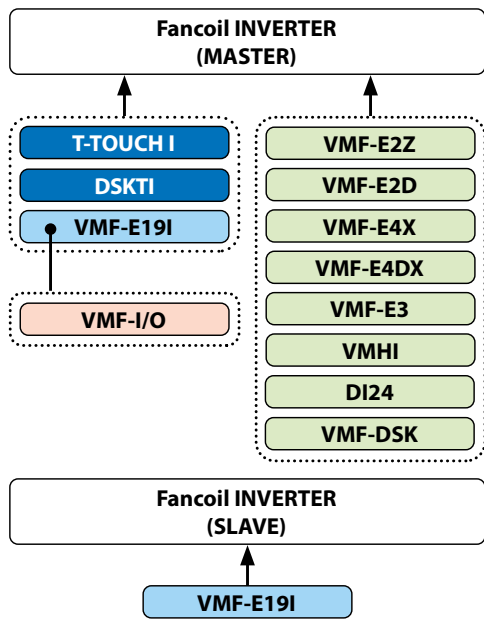 Fancoil INVERTER
(MASTER)
T-TOUCH I
DSKTI
VMF-E19I
VMF-I/O
VMF-E2Z
VMF-E2D
VMF-E4X
VMF-E4DX
VMF-E3
VMHI
DI24
VMF-DSK
Fancoil INVERTER
(SLAVE)
VMF-E19I